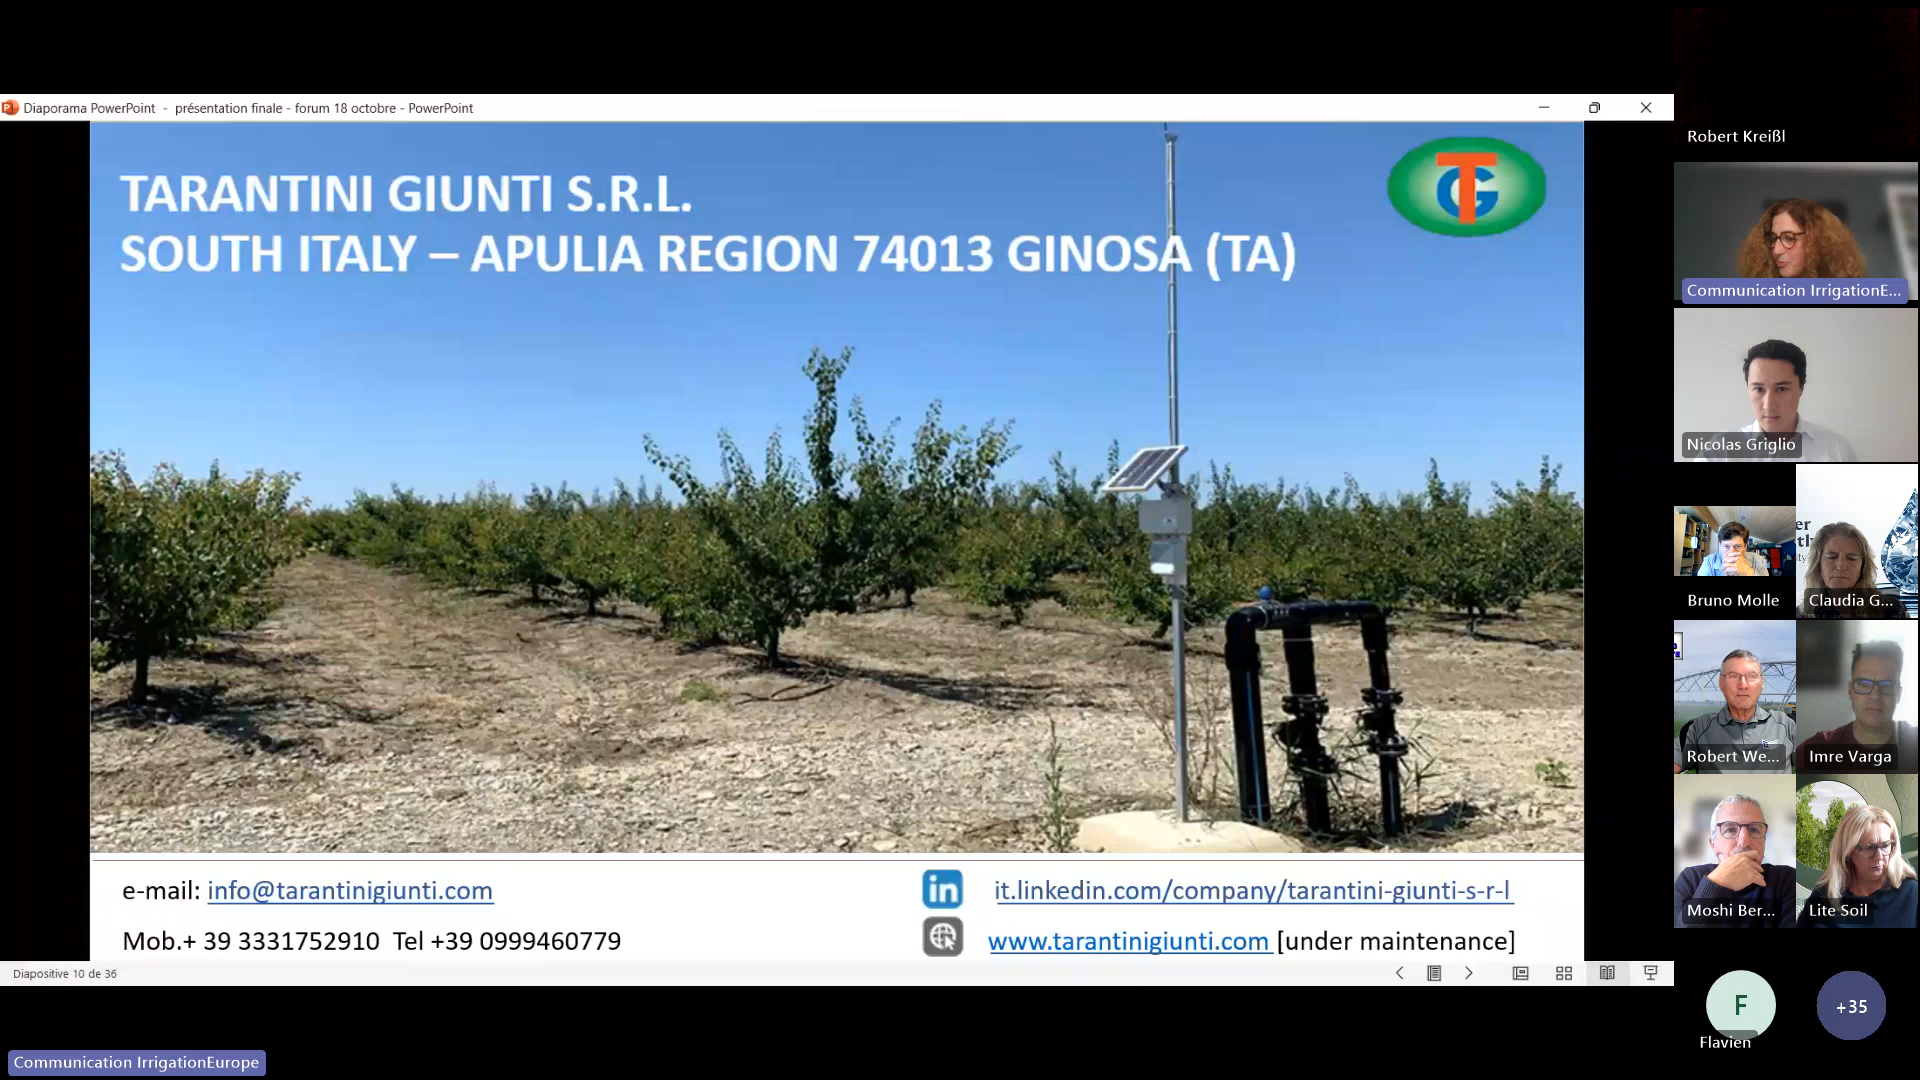 Diaporama PowerPoint - présentation finale - forum 18 octobre - PowerPoint
TARANTINI GIUNTI S.R.L.
SOUTH ITALY – APULIA REGION 74013 GINOSA (TA)
TG
e-mail: info@tarantinigiunti.com
Mob.+ 39 3331752910 Tel +39 0999460779
in
it.linkedin.com/company/tarantini-giunti-s-r-l
www.tarantinigiunti.com [under maintenance]
Diapositive 10 de 36
Communication IrrigationEurope
Robert Kreißl
Communication IrrigationE...
Nicolas Griglio
Bruno Molle
Claudia G...
Robert We...
Imre Varga
Moshi Ber...
Lite Soil
F
Flavien
+35